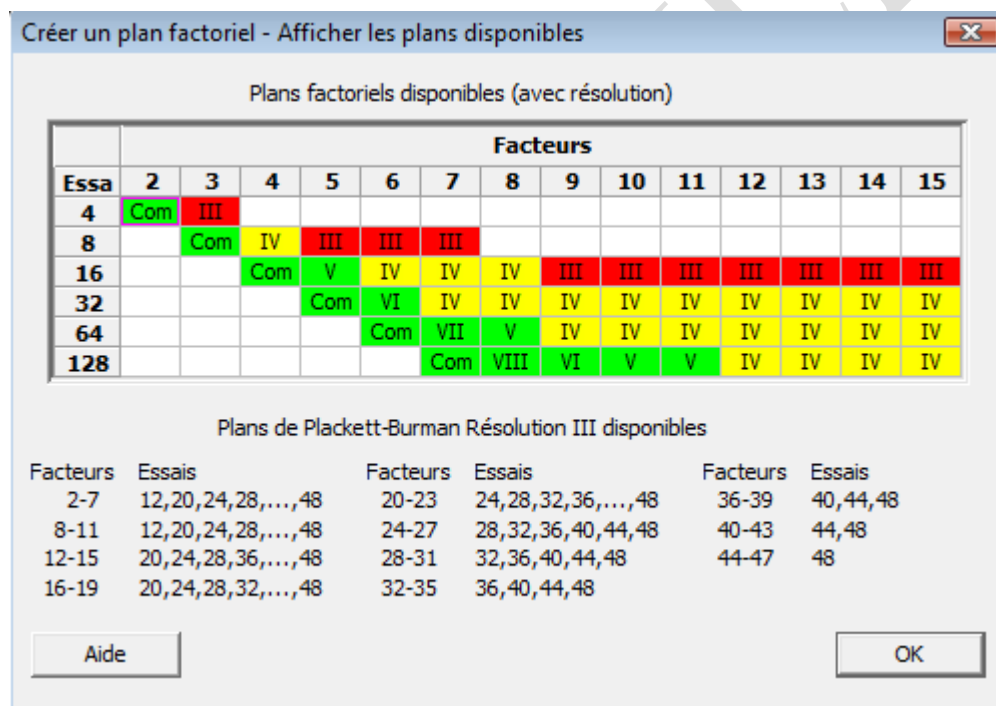 Créer un plan factoriel - Afficher les plans disponibles
Plans factoriels disponibles (avec résolution)
Facteurs
Essa 2 3 4 5 6 7 8 9 10 11 12 13 14 15
4 Com III
8 Com IV III III III
16 Com V IV IV IV III III III III III III III
32 Com VI IV IV IV IV IV IV IV IV IV
64 Com VII V IV IV IV IV IV IV IV
128 Com VIII VI V V IV IV IV IV
Plans de Plackett-Burman Résolution III disponibles
Facteurs Essais Facteurs Essais Facteurs Essais
2-7 12,20,24,28,...,48 20-23 24,28,32,36,...,48 36-39 40,44,48
8-11 12,20,24,28,...,48 24-27 28,32,36,40,44,48 40-43 44,48
12-15 20,24,28,36,...,48 28-31 32,36,40,44,48 44-47 48
16-19 20,24,28,32,...,48 32-35 36,40,44,48
Aide OK